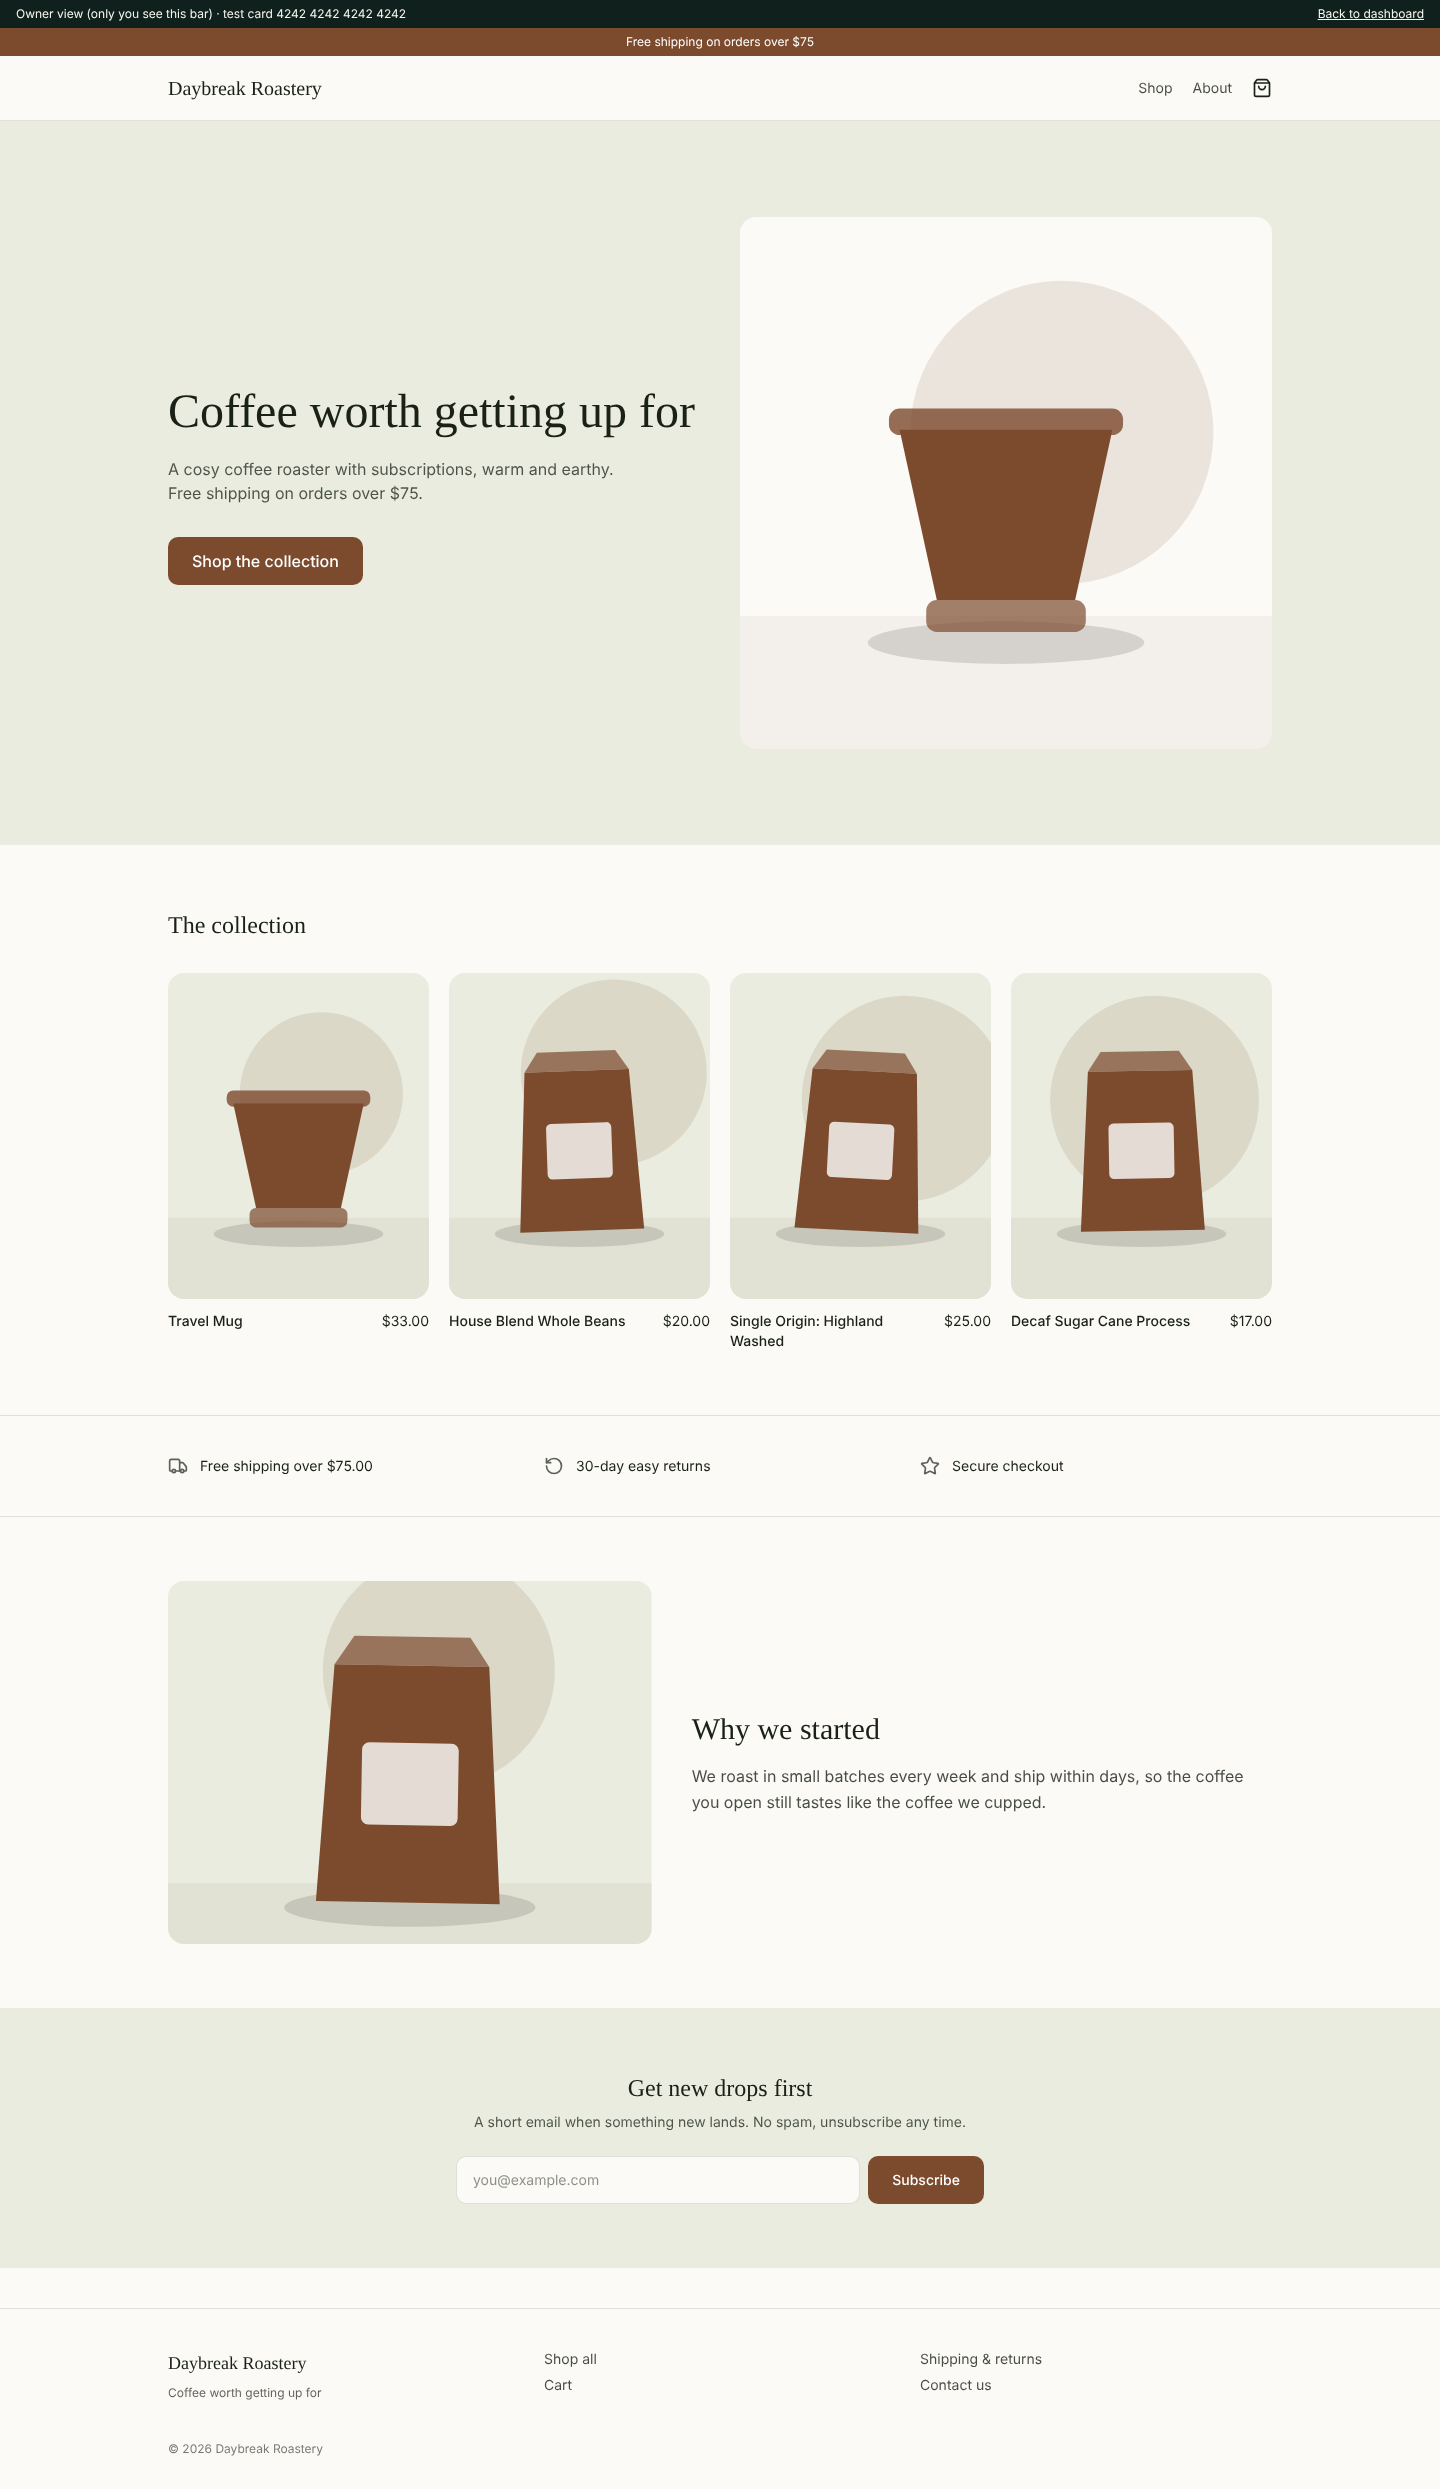 Owner view (only you see this bar) · test card 4242 4242 4242 4242
Back to dashboard
Free shipping on orders over $75
Daybreak Roastery
Shop
About
Coffee worth getting up for
A cosy coffee roaster with subscriptions, warm and earthy.
Free shipping on orders over $75.
Shop the collection
The collection
Travel Mug
$33.00
House Blend Whole Beans
$20.00
Single Origin: Highland
Washed
$25.00
Decaf Sugar Cane Process
$17.00
Free shipping over $75.00
30-day easy returns
Secure checkout
Why we started
We roast in small batches every week and ship within days, so the coffee
you open still tastes like the coffee we cupped.
Get new drops first
A short email when something new lands. No spam, unsubscribe any time.
you@example.com
Subscribe
Daybreak Roastery
Coffee worth getting up for
Shop all
Cart
Shipping & returns
Contact us
© 2026 Daybreak Roastery